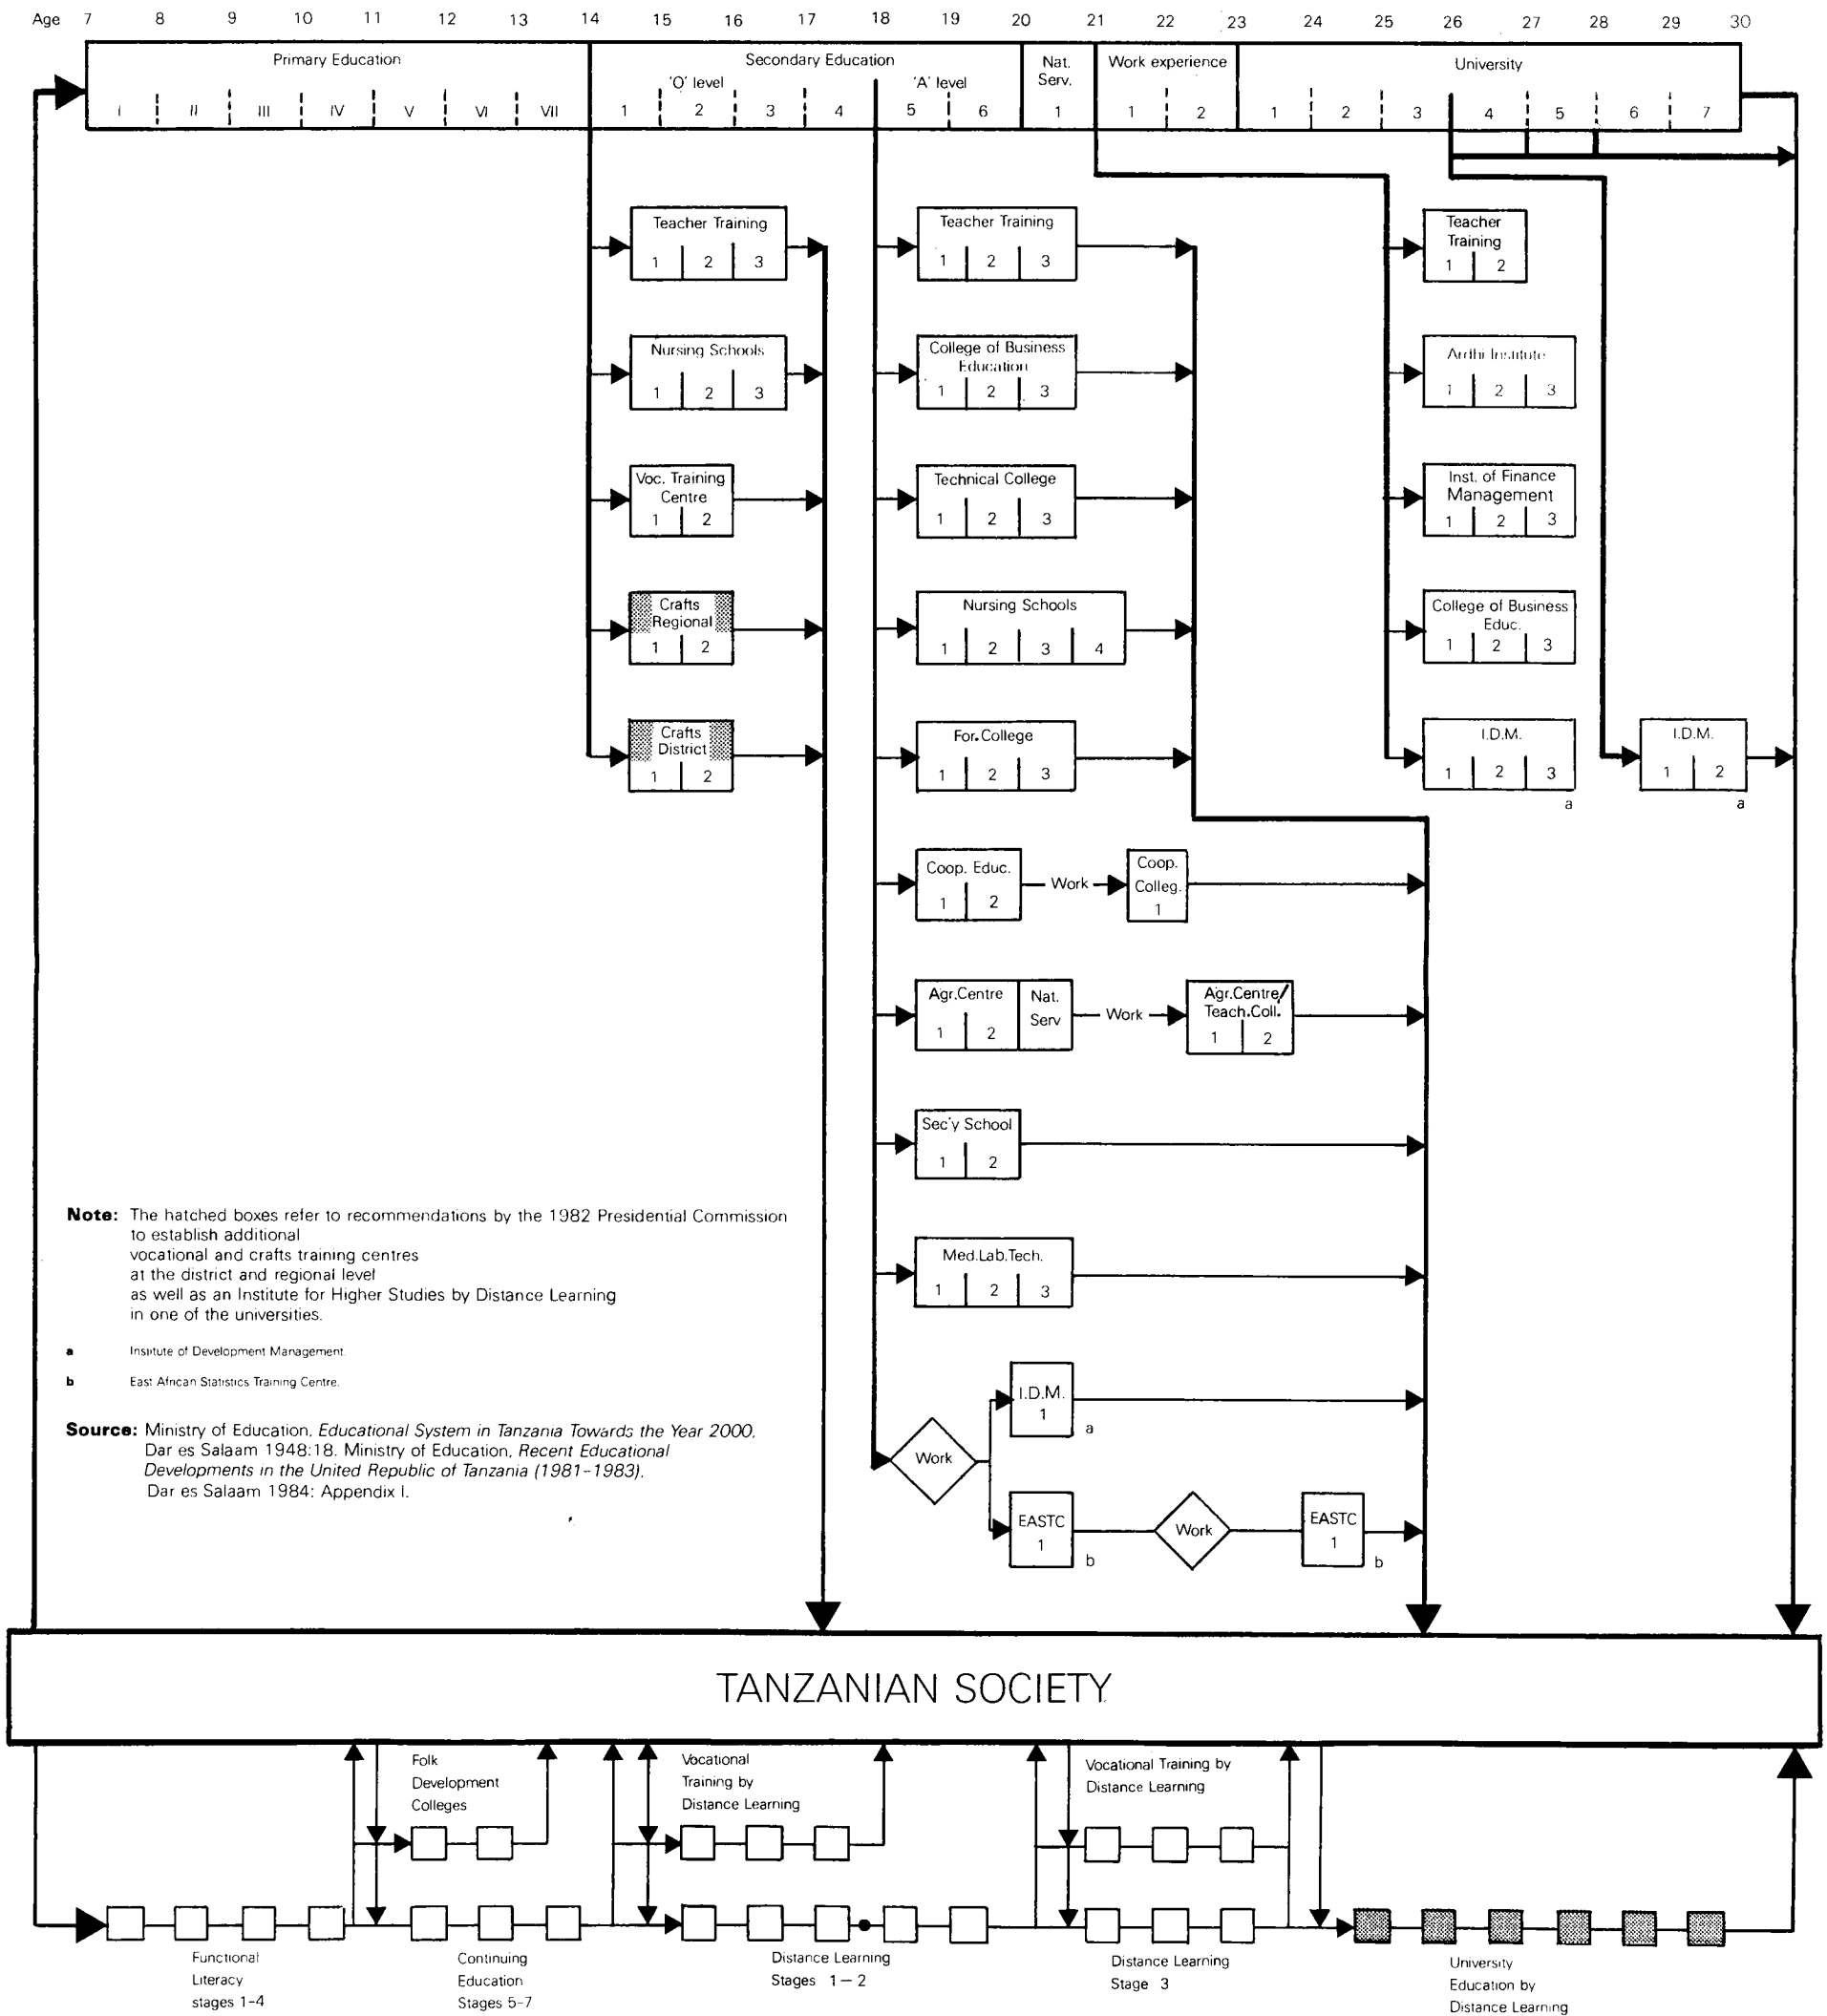 Age 7 8 9 10 11 12 13 14 15 16 17 18 19 20 21 22 23 24 25 26 27 28 29 30
Primary Education
I II III IV V VI VII
Secondary Education
'O' level
1 2 3 4
'A' level
5 6
Nat.
Serv.
1
Work experience
1 2
University
1 2 3 4 5 6 7
Teacher Training
1 2 3
Nursing Schools
1 2 3
Voc. Training
Centre
1 2
Crafts
Regional
1 2
Crafts
District
1 2
Teacher Training
1 2 3
College of Business
Education
1 2 3
Technical College
1 2 3
Nursing Schools
1 2 3 4
For. College
1 2 3
Coop. Educ.
1 2
Work
Coop.
Colleg.
1
Agr.Centre
1 2
Nat.
Serv
Work
Agr.Centre/
Teach.Coll.
1 2
Sec'y School
1 2
Med.Lab.Tech.
1 2 3
Work
I.D.M.
1
a
EASTC
1
b
Work
EASTC
1
b
Teacher
Training
1 2
Ardhi Institute
1 2 3
Inst. of Finance
Management
1 2 3
College of Business
Educ.
1 2 3
I.D.M.
1 2 3
a
I.D.M.
1 2
a
Note: The hatched boxes refer to recommendations by the 1982 Presidential Commission
to establish additional
vocational and crafts training centres
at the district and regional level
as well as an Institute for Higher Studies by Distance Learning
in one of the universities.
a Institute of Development Management.
b East African Statistics Training Centre.
Source: Ministry of Education, Educational System in Tanzania Towards the Year 2000,
Dar es Salaam 1948:18. Ministry of Education, Recent Educational
Developments in the United Republic of Tanzania (1981-1983),
Dar es Salaam 1984: Appendix I.
TANZANIAN SOCIETY
Folk
Development
Colleges
Vocational
Training by
Distance Learning
Vocational Training by
Distance Learning
Functional
Literacy
stages 1-4
Continuing
Education
Stages 5-7
Distance Learning
Stages 1-2
Distance Learning
Stage 3
University
Education by
Distance Learning